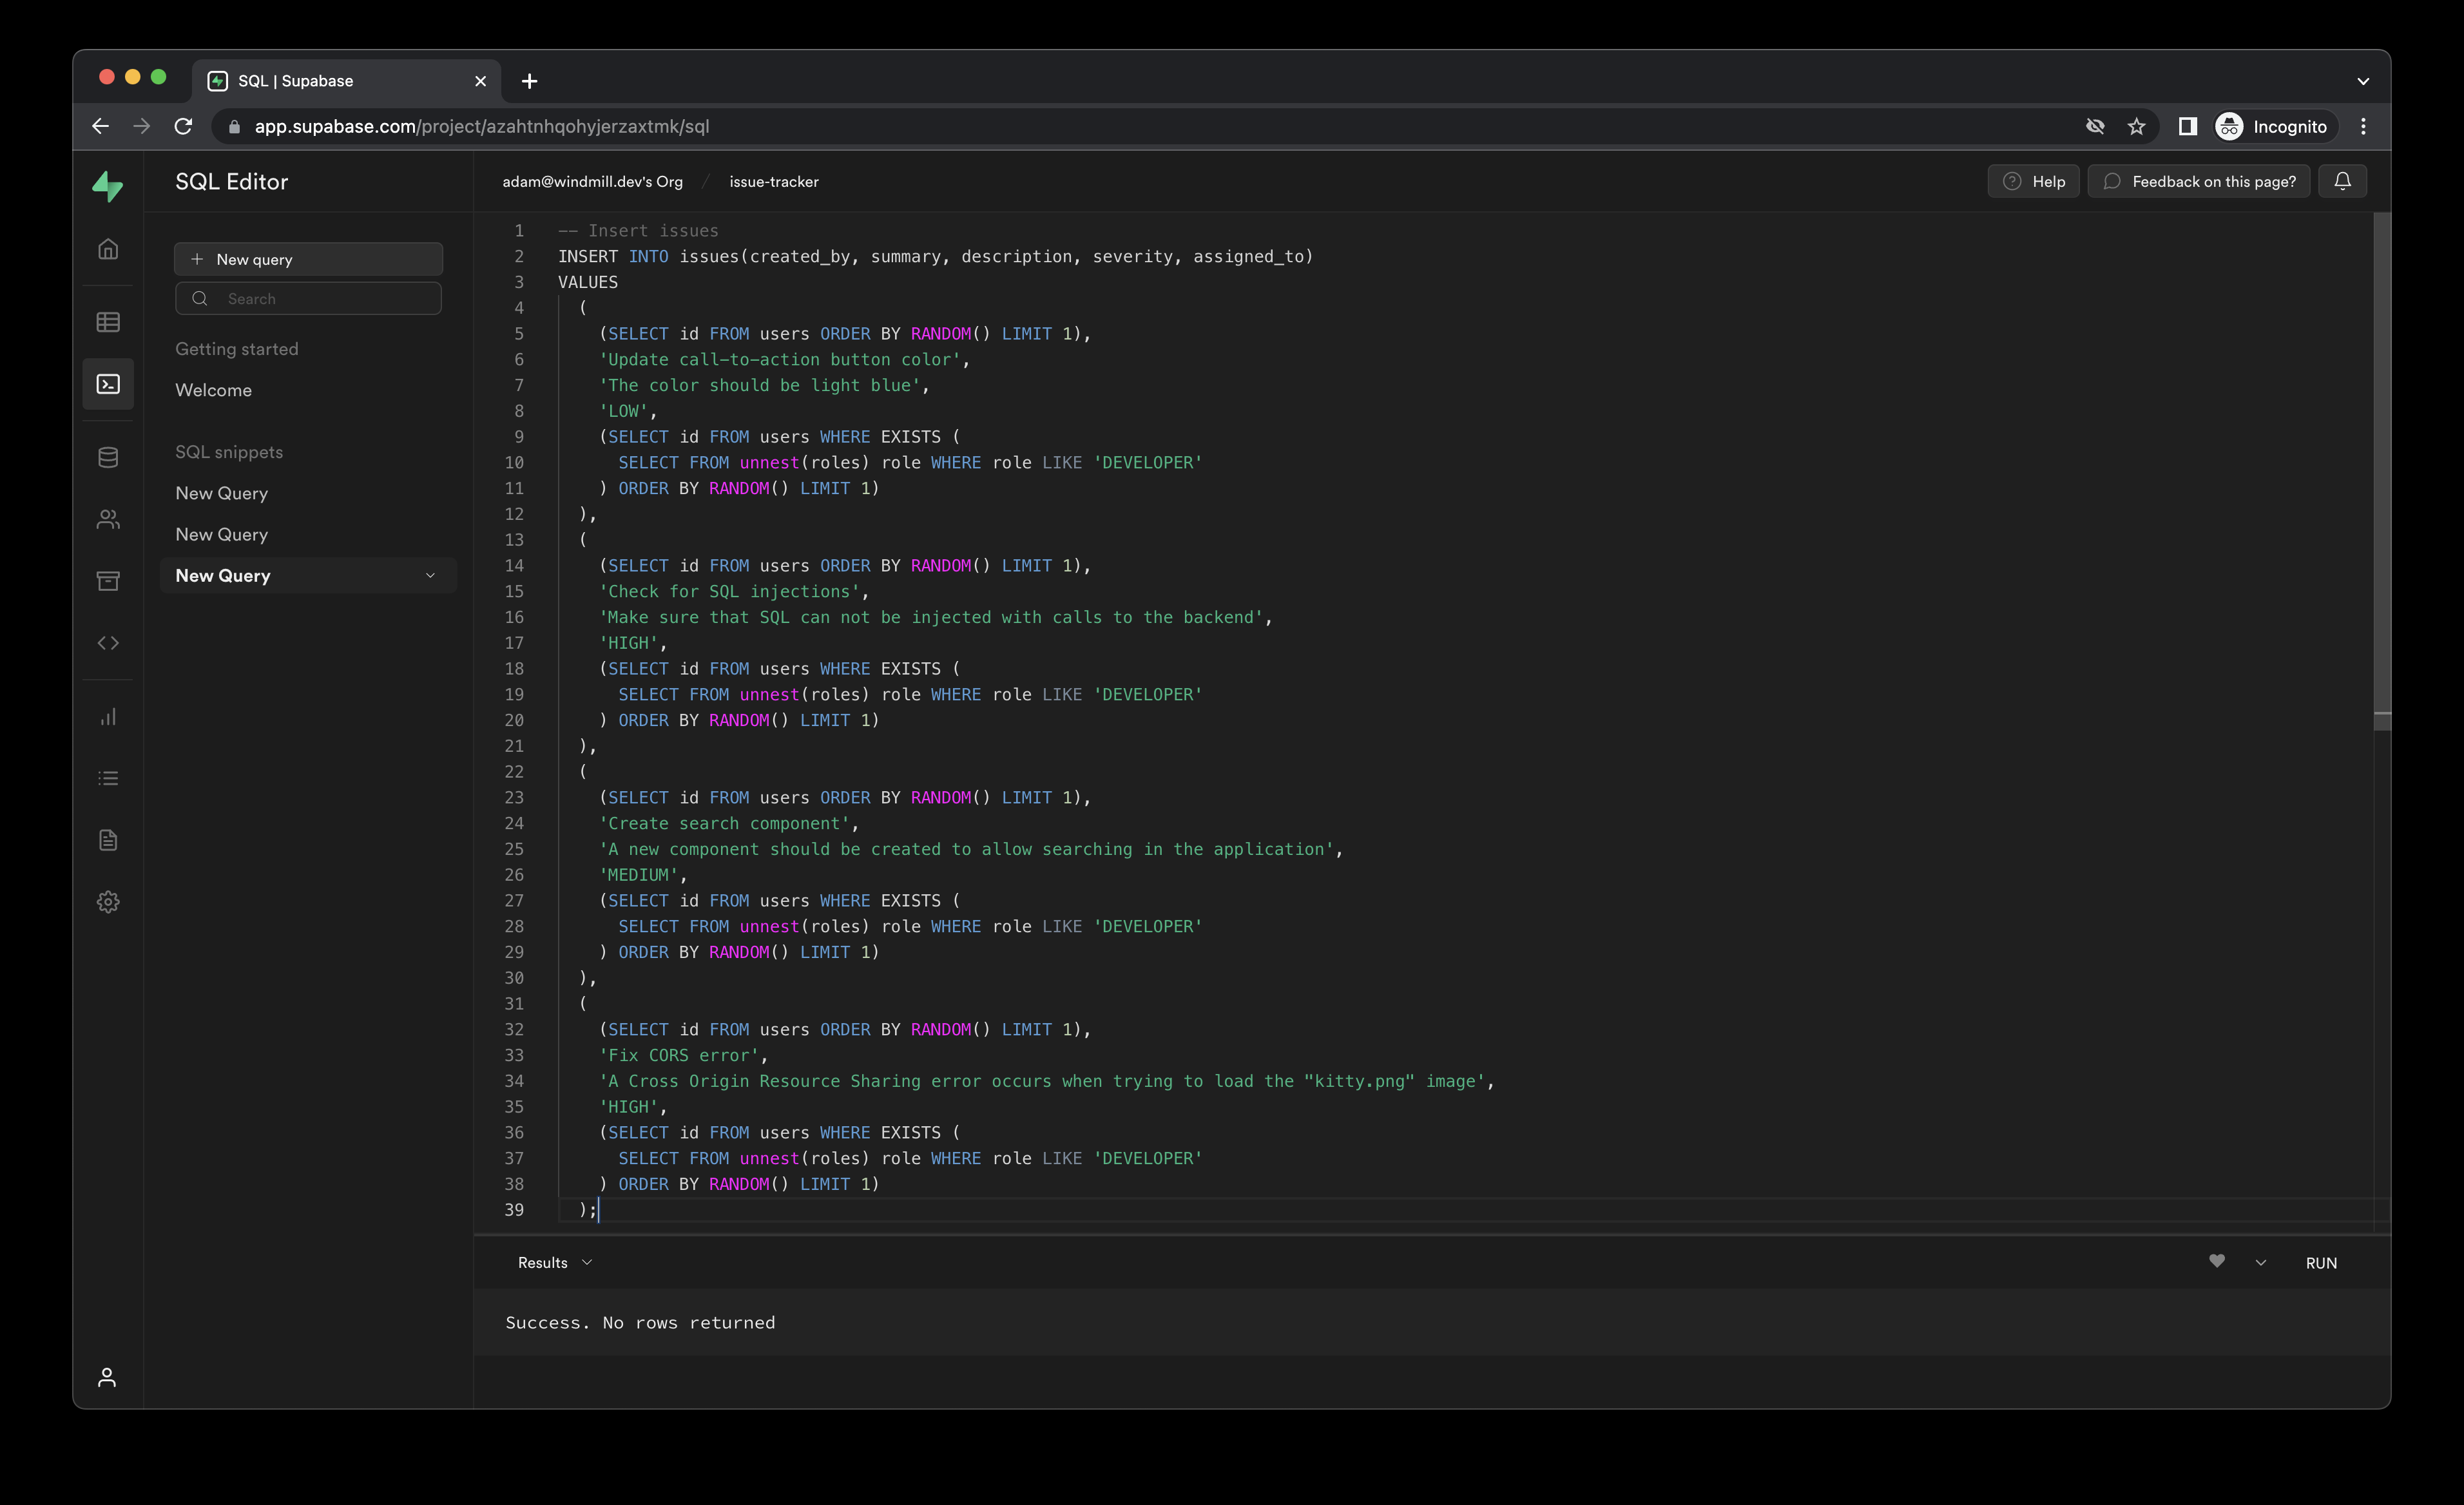 SQL | Supabase
app.supabase.com/project/azahtnhqohyjerzaxtmk/sql
Incognito
SQL Editor
adam@windmill.dev's Org / issue-tracker
Help
Feedback on this page?
New query
Search
Getting started
Welcome
SQL snippets
New Query
New Query
New Query
1 -- Insert issues
2 INSERT INTO issues(created_by, summary, description, severity, assigned_to)
3 VALUES
4 (
5 (SELECT id FROM users ORDER BY RANDOM() LIMIT 1),
6 'Update call-to-action button color',
7 'The color should be light blue',
8 'LOW',
9 (SELECT id FROM users WHERE EXISTS (
10 SELECT FROM unnest(roles) role WHERE role LIKE 'DEVELOPER'
11 ) ORDER BY RANDOM() LIMIT 1)
12 ),
13 (
14 (SELECT id FROM users ORDER BY RANDOM() LIMIT 1),
15 'Check for SQL injections',
16 'Make sure that SQL can not be injected with calls to the backend',
17 'HIGH',
18 (SELECT id FROM users WHERE EXISTS (
19 SELECT FROM unnest(roles) role WHERE role LIKE 'DEVELOPER'
20 ) ORDER BY RANDOM() LIMIT 1)
21 ),
22 (
23 (SELECT id FROM users ORDER BY RANDOM() LIMIT 1),
24 'Create search component',
25 'A new component should be created to allow searching in the application',
26 'MEDIUM',
27 (SELECT id FROM users WHERE EXISTS (
28 SELECT FROM unnest(roles) role WHERE role LIKE 'DEVELOPER'
29 ) ORDER BY RANDOM() LIMIT 1)
30 ),
31 (
32 (SELECT id FROM users ORDER BY RANDOM() LIMIT 1),
33 'Fix CORS error',
34 'A Cross Origin Resource Sharing error occurs when trying to load the "kitty.png" image',
35 'HIGH',
36 (SELECT id FROM users WHERE EXISTS (
37 SELECT FROM unnest(roles) role WHERE role LIKE 'DEVELOPER'
38 ) ORDER BY RANDOM() LIMIT 1)
39 );
Results
RUN
Success. No rows returned